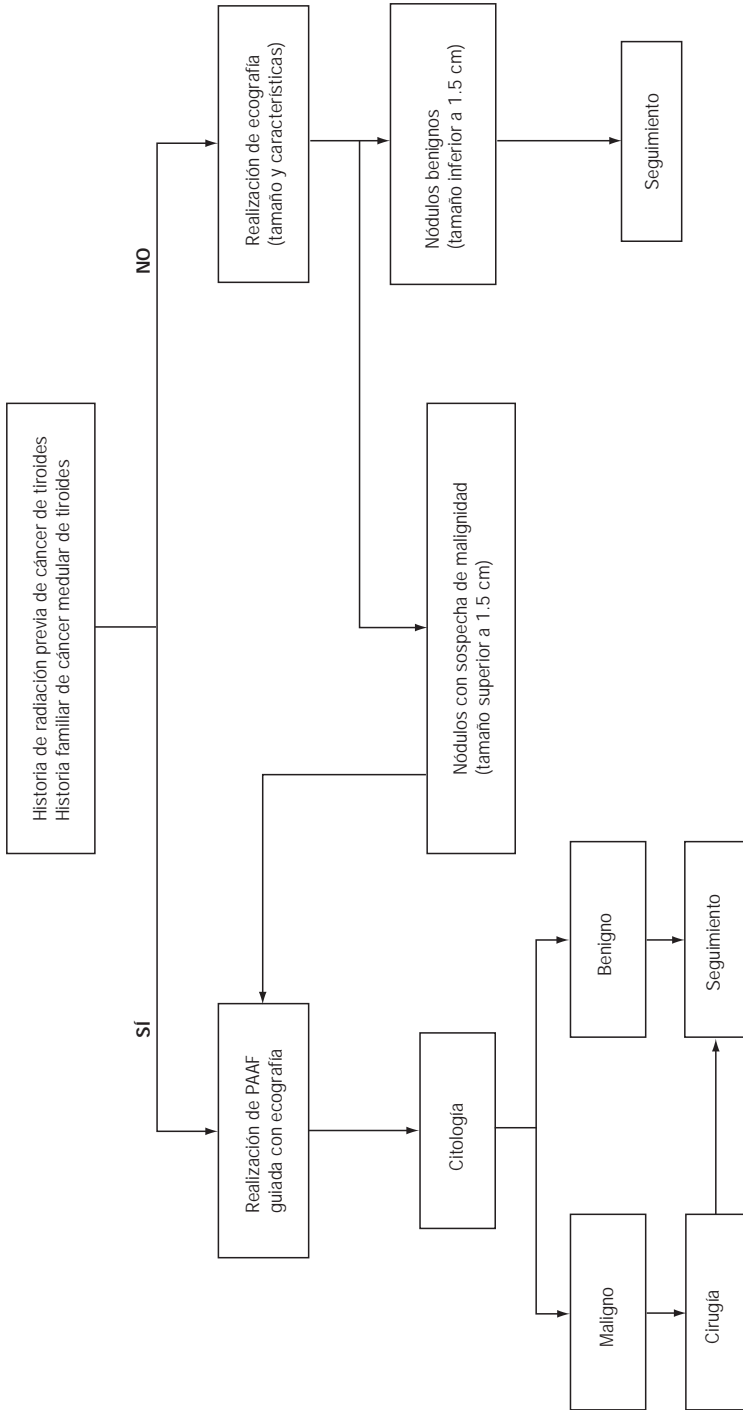 Historia de radiación previa de cáncer de tiroides
Historia familiar de cáncer medular de tiroides
SÍ
NO
Realización de PAAF
guiada con ecografía
Realización de ecografía
(tamaño y características)
Citología
Nódulos con sospecha de malignidad
(tamaño superior a 1.5 cm)
Nódulos benignos
(tamaño inferior a 1.5 cm)
Maligno
Benigno
Seguimiento
Cirugía
Seguimiento